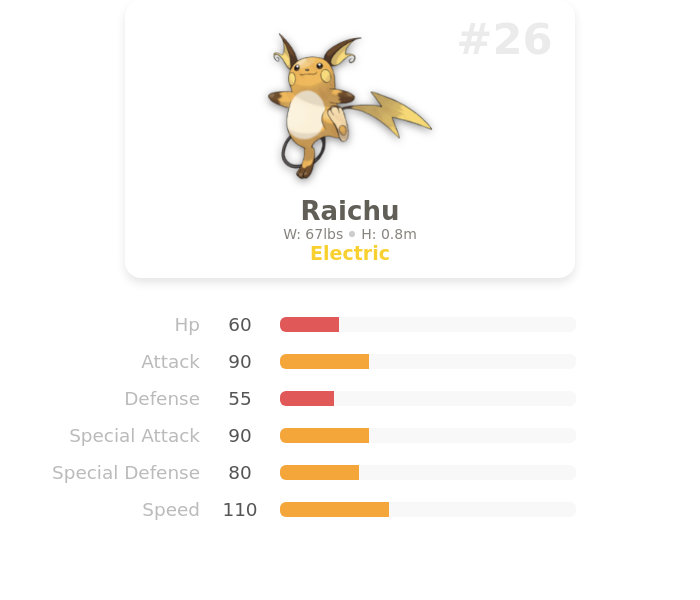 #26
Raichu
W: 67lbs • H: 0.8m
Electric
Hp 60
Attack 90
Defense 55
Special Attack 90
Special Defense 80
Speed 110